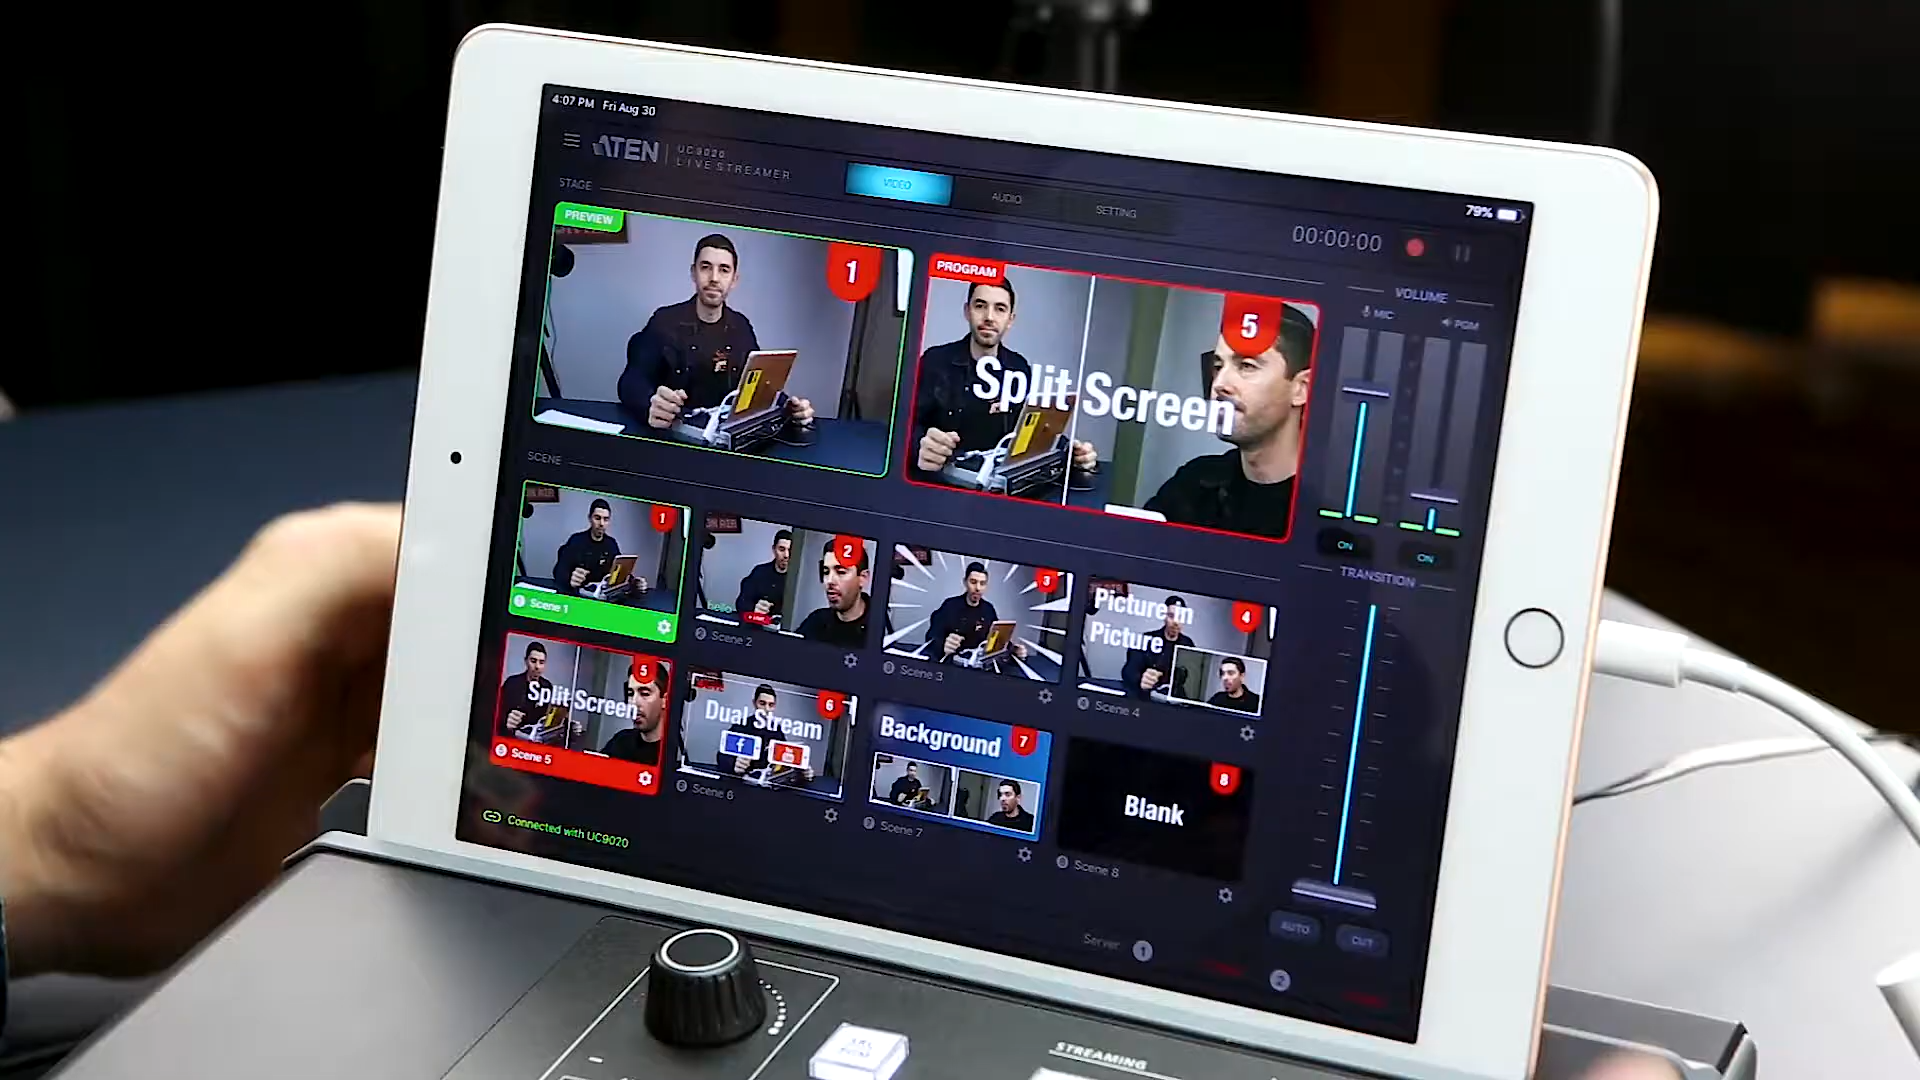 4:07 PM Fri Aug 30
79%
ATEN
UC9020
LIVE STREAMER
VIDEO
AUDIO
SETTING
00:00:00
STAGE
PREVIEW
1
PROGRAM
5
Split Screen
VOLUME
MIC
PGM
ON
ON
TRANSITION
AUTO
CUT
SCENE
1
Scene 1
2
hello
Scene 2
3
Scene 3
Picture in
Picture
4
Scene 4
Split Screen
5
Scene 5
Dual Stream
6
Scene 6
Background
7
Scene 7
Blank
8
Scene 8
Connected with UC9020
Server
1
2
STREAMING